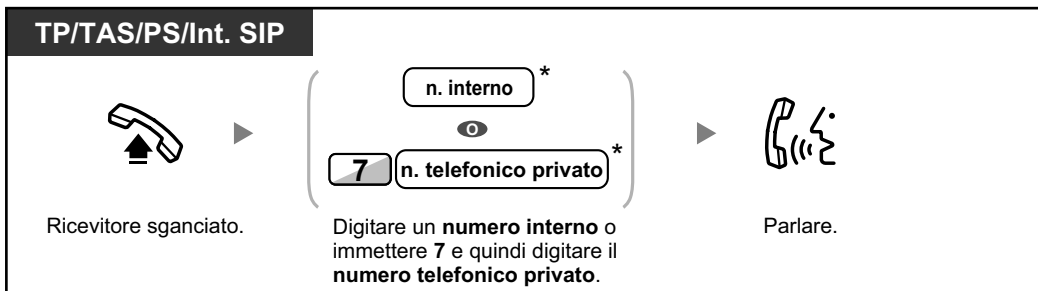 TP/TAS/PS/Int. SIP
n. interno*
O
7 n. telefonico privato*
Ricevitore sganciato.
Digitare un numero interno o
immettere 7 e quindi digitare il
numero telefonico privato.
Parlare.